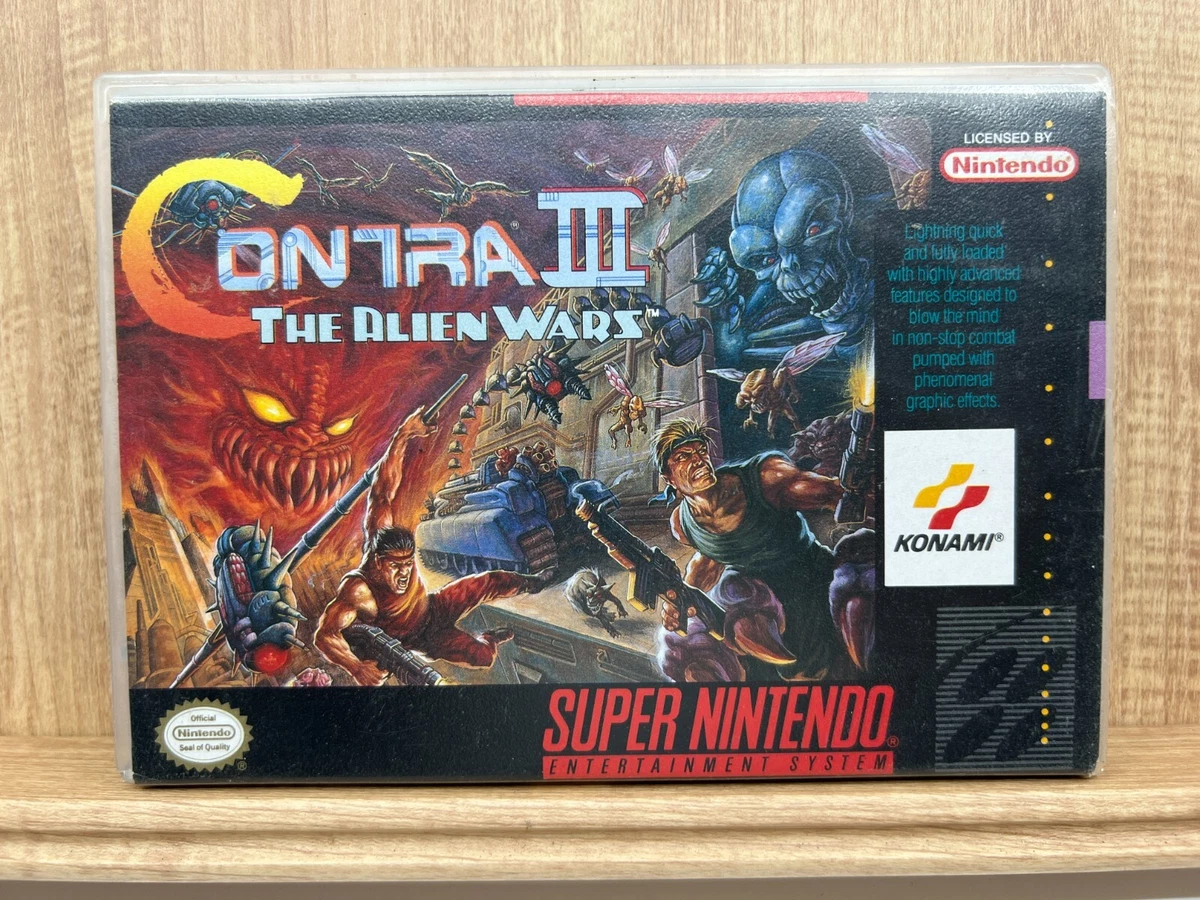 CONTRA® III
THE ALIEN WARS™
LICENSED BY
Nintendo®
Lightning quick
and fully loaded
with highly advanced
features designed to
blow the mind
in non-stop combat
pumped with
phenomenal
graphic effects.
KONAMI®
Official
Nintendo
Seal of Quality
®
SUPER NINTENDO®
ENTERTAINMENT SYSTEM